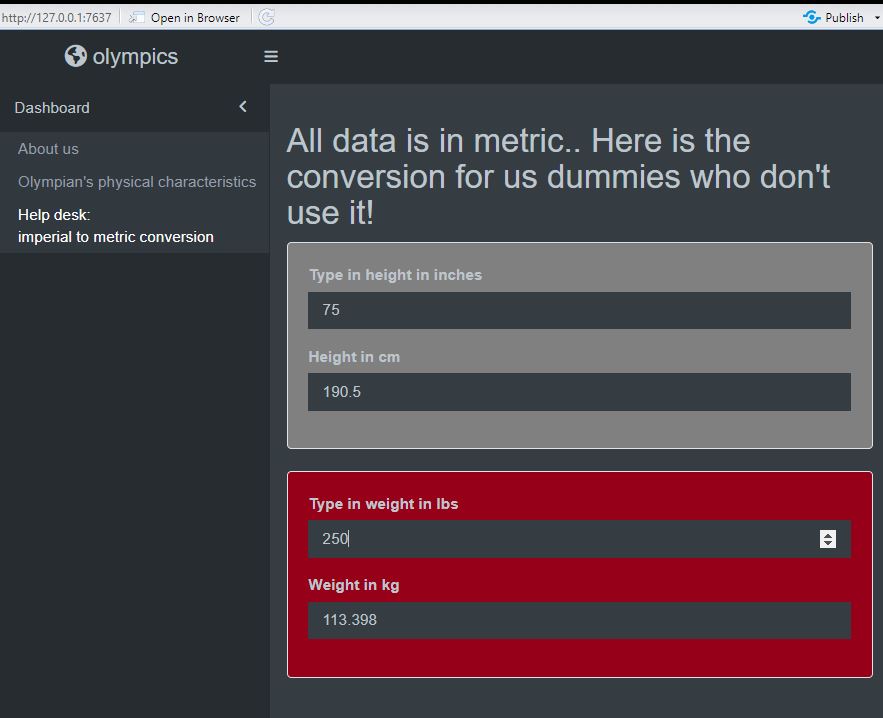 http://127.0.0.1:7637 Open in Browser Publish
olympics
Dashboard
About us
Olympian's physical characteristics
Help desk:
imperial to metric conversion
All data is in metric.. Here is the
conversion for us dummies who don't
use it!
Type in height in inches
75
Height in cm
190.5
Type in weight in lbs
250
Weight in kg
113.398